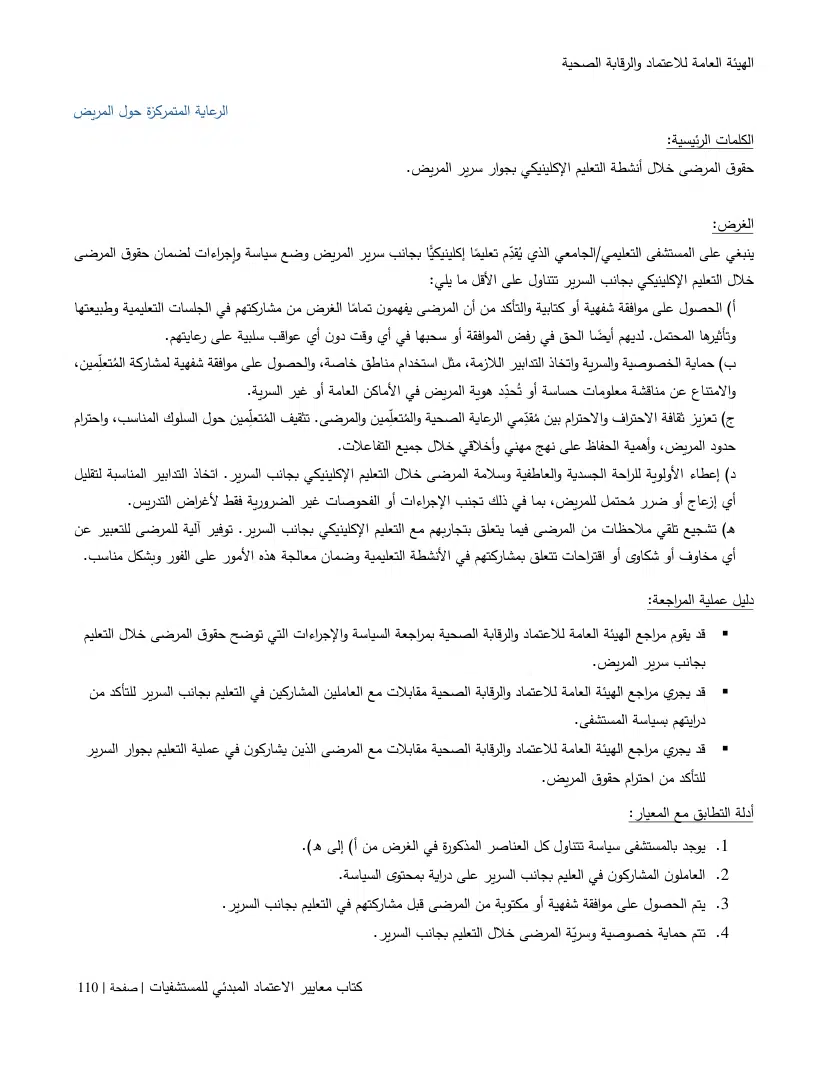 الهيئة العامة للاعتماد والرقابة الصحية
الرعاية المتمركزة حول المريض
الكلمات الرئيسية:
حقوق المرضى خلال أنشطة التعليم الإكلينيكي بجوار سرير المريض.
الغرض:
ينبغي على المستشفى التعليمي/الجامعي الذي يُقدِّم تعليمًا إكلينيكيًّا بجانب سرير المريض وضع سياسة وإجراءات لضمان حقوق المرضى
خلال التعليم الإكلينيكي بجانب السرير تتناول على الأقل ما يلي:
أ) الحصول على موافقة شفهية أو كتابية والتأكد من أن المرضى يفهمون تمامًا الغرض من مشاركتهم في الجلسات التعليمية وطبيعتها
وتأثيرها المحتمل. لديهم أيضًا الحق في رفض الموافقة أو سحبها في أي وقت دون أي عواقب سلبية على رعايتهم.
ب) حماية الخصوصية والسرية واتخاذ التدابير اللازمة، مثل استخدام مناطق خاصة، والحصول على موافقة شفهية لمشاركة المُتعلِّمين،
والامتناع عن مناقشة معلومات حساسة أو تُحدِّد هوية المريض في الأماكن العامة أو غير السرية.
ج) تعزيز ثقافة الاحتراف والاحترام بين مُقدِّمي الرعاية الصحية والمُتعلِّمين والمرضى. تثقيف المُتعلِّمين حول السلوك المناسب، واحترام
حدود المريض، وأهمية الحفاظ على نهج مهني وأخلاقي خلال جميع التفاعلات.
د) إعطاء الأولوية للراحة الجسدية والعاطفية وسلامة المرضى خلال التعليم الإكلينيكي بجانب السرير. اتخاذ التدابير المناسبة لتقليل
أي إزعاج أو ضرر مُحتمل للمريض، بما في ذلك تجنب الإجراءات أو الفحوصات غير الضرورية فقط لأغراض التدريس.
ه) تشجيع تلقي ملاحظات من المرضى فيما يتعلق بتجاربهم مع التعليم الإكلينيكي بجانب السرير. توفير آلية للمرضى للتعبير عن
أي مخاوف أو شكاوى أو اقتراحات تتعلق بمشاركتهم في الأنشطة التعليمية وضمان معالجة هذه الأمور على الفور وبشكل مناسب.
دليل عملية المراجعة:
▪ قد يقوم مراجع الهيئة العامة للاعتماد والرقابة الصحية بمراجعة السياسة والإجراءات التي توضح حقوق المرضى خلال التعليم
بجانب سرير المريض.
▪ قد يجري مراجع الهيئة العامة للاعتماد والرقابة الصحية مقابلات مع العاملين المشاركين في التعليم بجانب السرير للتأكد من
درايتهم بسياسة المستشفى.
▪ قد يجري مراجع الهيئة العامة للاعتماد والرقابة الصحية مقابلات مع المرضى الذين يشاركون في عملية التعليم بجوار السرير
للتأكد من احترام حقوق المريض.
أدلة التطابق مع المعيار:
1. يوجد بالمستشفى سياسة تتناول كل العناصر المذكورة في الغرض من أ) إلى ه).
2. العاملون المشاركون في العليم بجانب السرير على دراية بمحتوى السياسة.
3. يتم الحصول على موافقة شفهية أو مكتوبة من المرضى قبل مشاركتهم في التعليم بجانب السرير.
4. تتم حماية خصوصية وسريّة المرضى خلال التعليم بجانب السرير.
كتاب معايير الاعتماد المبدئي للمستشفيات | صفحة | 110